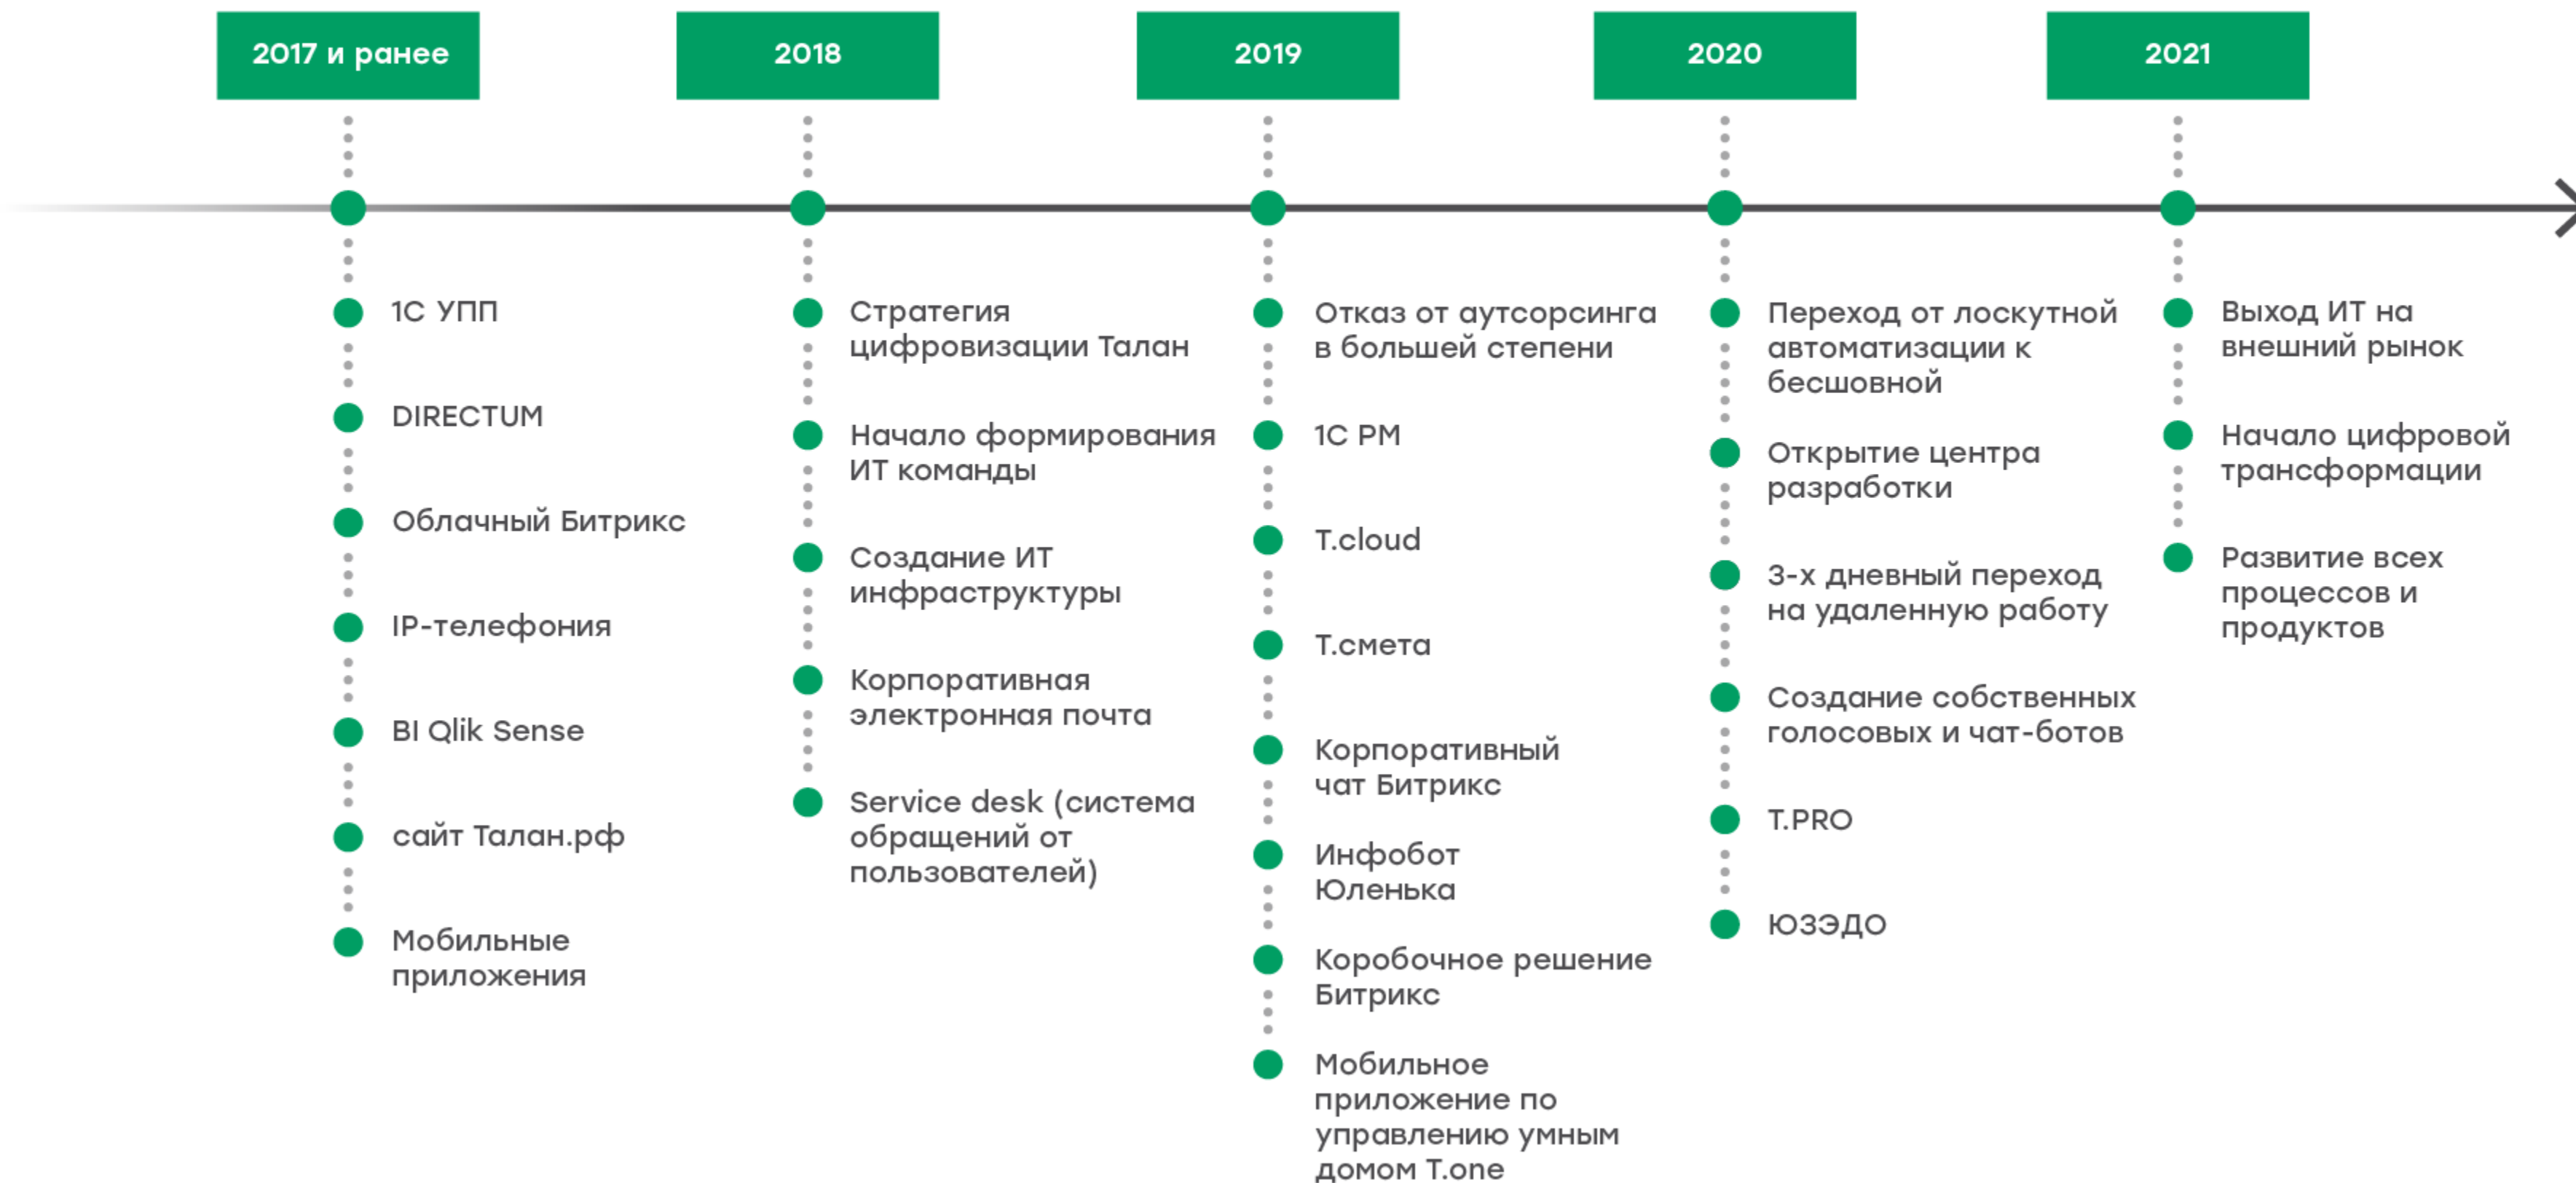 2017 и ранее
2018
2019
2020
2021
1С УПП
DIRECTUM
Облачный Битрикс
IP-телефония
BI Qlik Sense
сайт Талан.рф
Мобильные
приложения
Стратегия
цифровизации Талан
Начало формирования
ИТ команды
Создание ИТ
инфраструктуры
Корпоративная
электронная почта
Service desk (система
обращений от
пользователей)
Отказ от аутсорсинга
в большей степени
1С РМ
T.cloud
Т.смета
Корпоративный
чат Битрикс
Инфобот
Юленька
Коробочное решение
Битрикс
Мобильное
приложение по
управлению умным
домом T.one
Переход от лоскутной
автоматизации к
бесшовной
Открытие центра
разработки
3-х дневный переход
на удаленную работу
Создание собственных
голосовых и чат-ботов
T.PRO
ЮЗЭДО
Выход ИТ на
внешний рынок
Начало цифровой
трансформации
Развитие всех
процессов и
продуктов